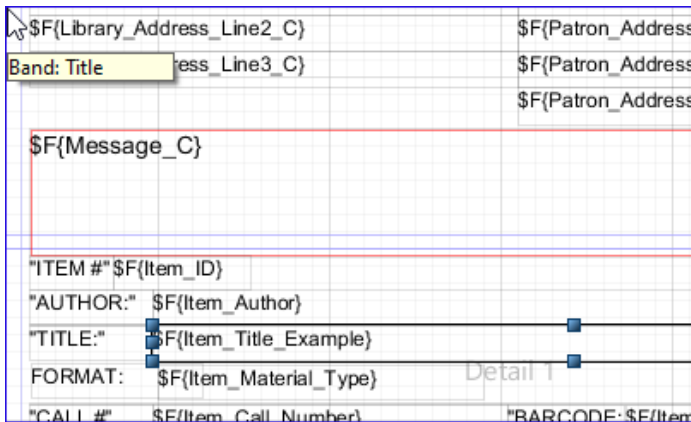 $F{Library_Address_Line2_C} $F{Patron_Address
Band: Title ress_Line3_C} $F{Patron_Address
$F{Patron_Address
$F{Message_C}
"ITEM #" $F{Item_ID}
"AUTHOR:" $F{Item_Author}
"TITLE:" $F{Item_Title_Example}
FORMAT: $F{Item_Material_Type} Detail 1
"CALL #" $F{Item_Call_Number} "BARCODE: $F{Item